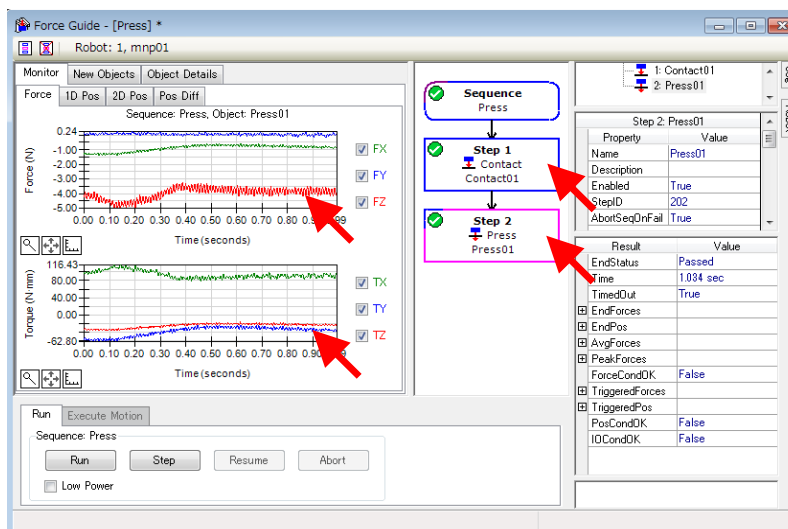 Force Guide - [Press] *
Robot: 1, mnp01
Monitor New Objects Object Details
Force 1D Pos 2D Pos Pos Diff
Sequence: Press, Object: Press01
Force (N)
0.24
-1.00
-2.00
-3.00
-4.00
-5.00
0.00 0.10 0.20 0.30 0.40 0.50 0.60 0.70 0.80
Time (seconds)
FX
FY
FZ
Torque (N·mm)
116.43
80.00
40.00
0.00
-62.80
0.00 0.10 0.20 0.30 0.40 0.50 0.60 0.70 0.80
Time (seconds)
TX
TY
TZ
Sequence
Press
Step 1
Contact
Contact01
Step 2
Press
Press01
1: Contact01
2: Press01
Step 2: Press01
Property Value
Name Press01
Description
Enabled True
StepID 202
AbortSeqOnFail True
Result Value
EndStatus Passed
Time 1.034 sec
TimedOut True
EndForces
EndPos
AvgForces
PeakForces
ForceCondOK False
TriggeredForces
TriggeredPos
PosCondOK False
IOCondOK False
Run Execute Motion
Sequence: Press
Run Step Resume Abort
Low Power